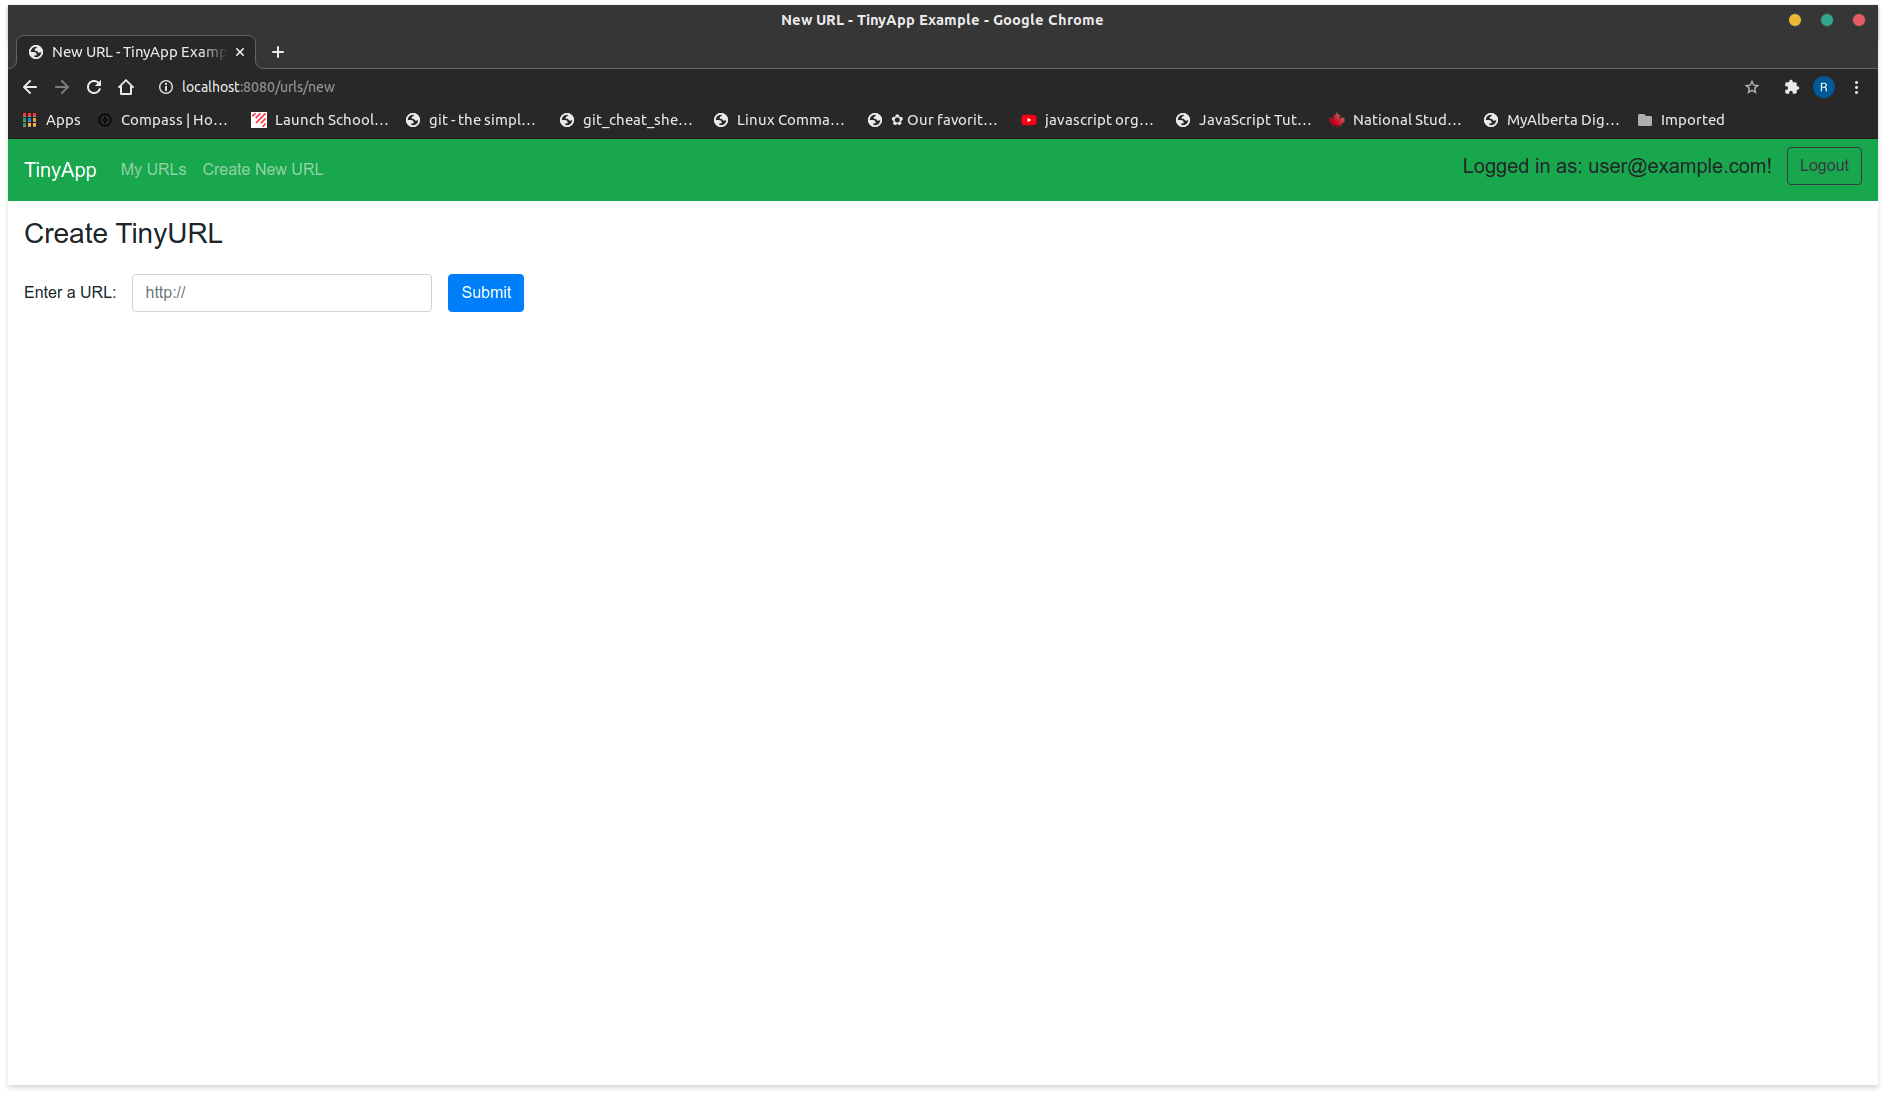 New URL - TinyApp Example - Google Chrome
New URL - TinyApp Examp
localhost:8080/urls/new
R
Apps Compass | Ho... Launch School... git - the simpl... git_cheat_she... Linux Comma... ✿ Our favorit... javascript org... JavaScript Tut... National Stud... MyAlberta Dig... Imported
TinyApp My URLs Create New URL Logged in as: user@example.com! Logout
Create TinyURL
Enter a URL: http:// Submit